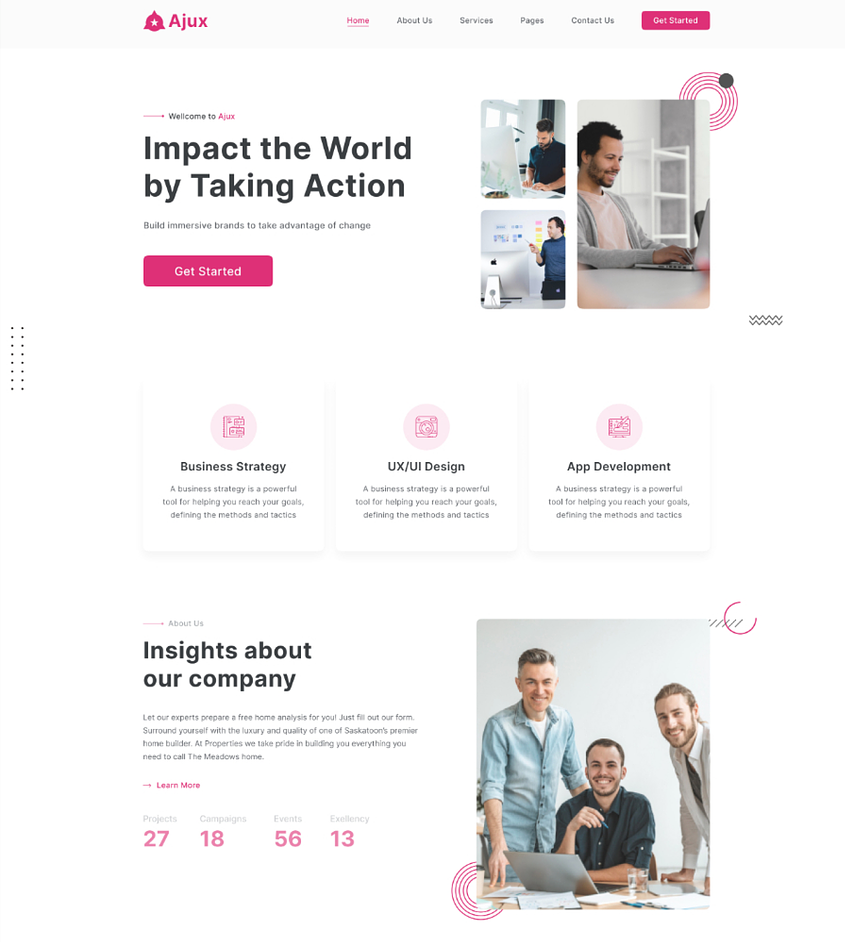 Ajux
Home
About Us
Services
Pages
Contact Us
Get Started
Wellcome to Ajux
Impact the World
by Taking Action
Build immersive brands to take advantage of change
Get Started
Business Strategy
A business strategy is a powerful
tool for helping you reach your goals,
defining the methods and tactics
UX/UI Design
A business strategy is a powerful
tool for helping you reach your goals,
defining the methods and tactics
App Development
A business strategy is a powerful
tool for helping you reach your goals,
defining the methods and tactics
About Us
Insights about
our company
Let our experts prepare a free home analysis for you! Just fill out our form.
Surround yourself with the luxury and quality of one of Saskatoon's premier
home builder. At Properties we take pride in building you everything you
need to call The Meadows home.
Learn More
Projects
27
Campaigns
18
Events
56
Exellency
13